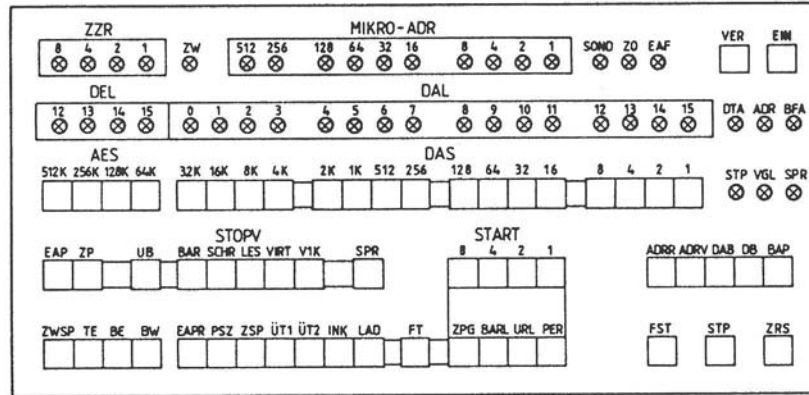 ZZR MIKRO-ADR
8 4 2 1 ZW 512 256 128 64 32 16 8 4 2 1 SOND ZO EAF VER EIN
DEL DAL
12 13 14 15 0 1 2 3 4 5 6 7 8 9 10 11 12 13 14 15 DTA ADR BFA
AES DAS
512K 256K 128K 64K 32K 16K 8K 4K 2K 1K 512 256 128 64 32 16 8 4 2 1 STP VGL SPR
STOPV START
EAP ZP UB BAR SCHR LES VIRT V1K SPR 8 4 2 1 ADRR ADRV DAB DB BAP
ZWSP TE BE BW EAPR PSZ ZSP ÜT1 ÜT2 INK LAD FT ZPG BARL URL PER FST STP ZRS